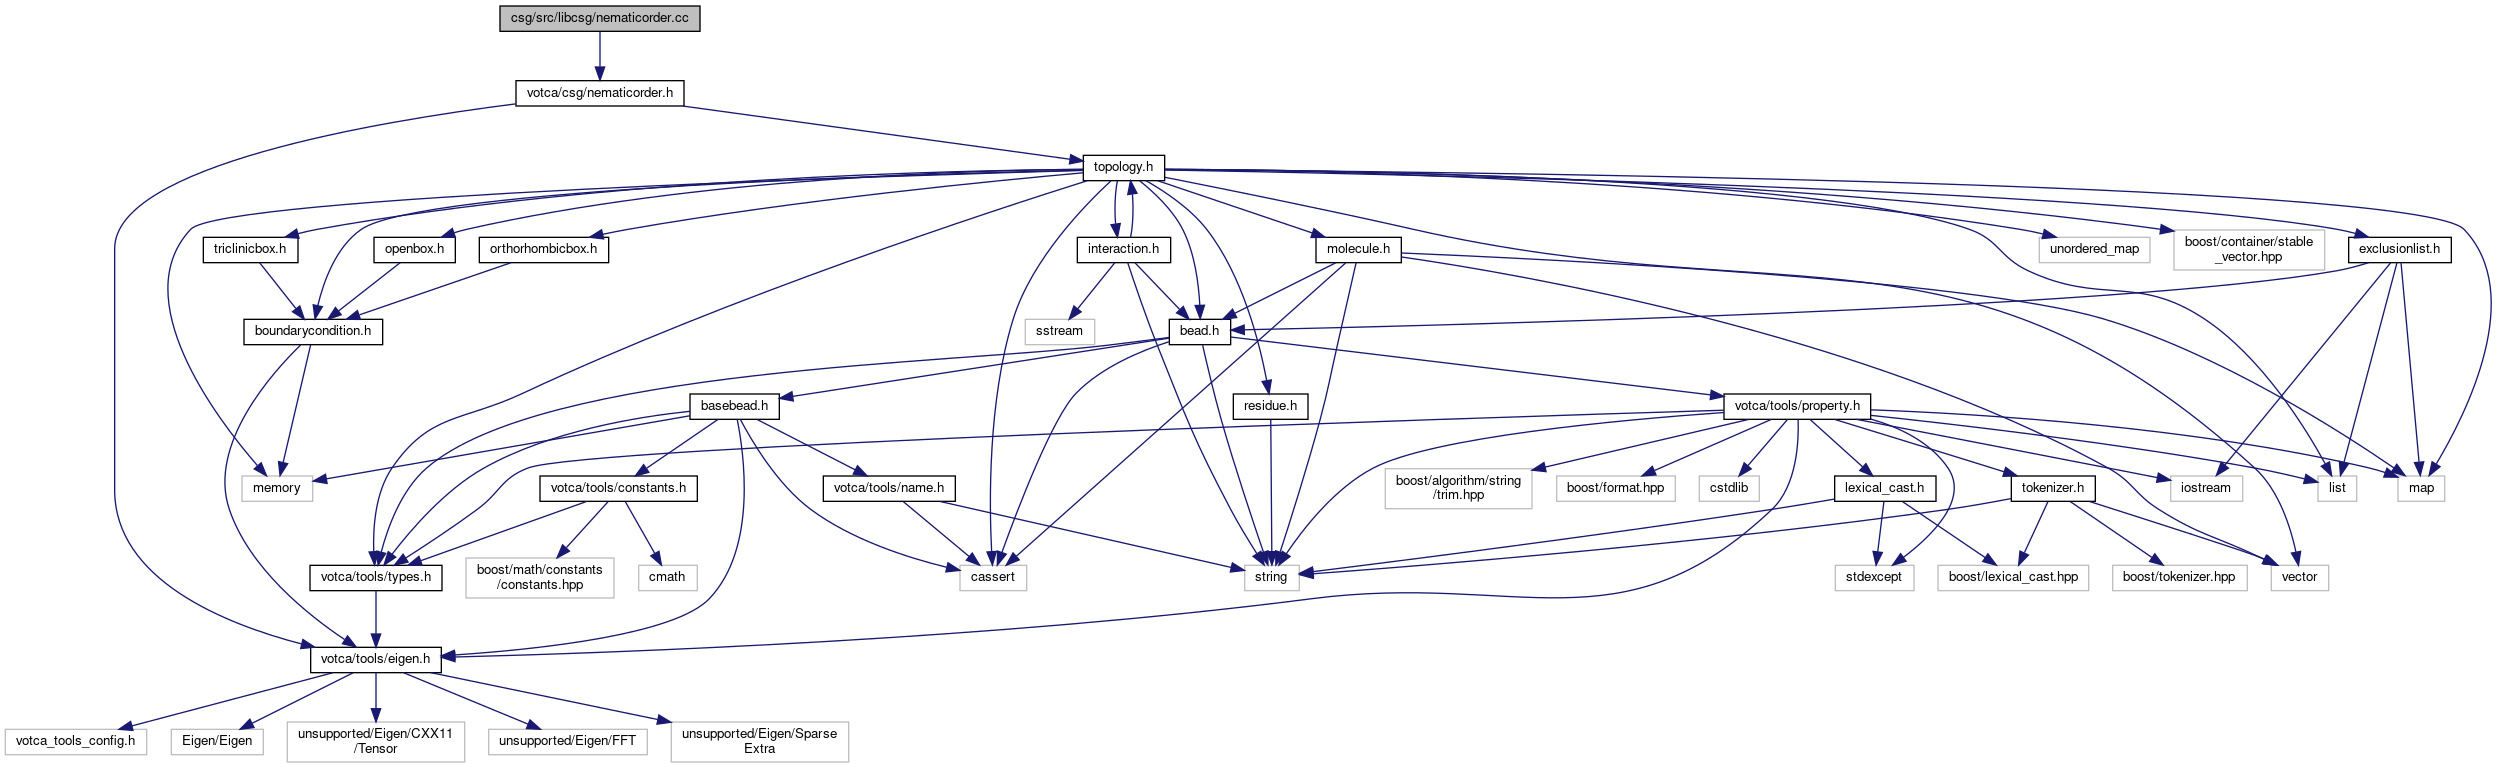 csg/src/libcsg/nematicorder.cc
votca/csg/nematicorder.h
topology.h
triclinicbox.h
openbox.h
orthorhombicbox.h
interaction.h
molecule.h
unordered_map
boost/container/stable
_vector.hpp
exclusionlist.h
boundarycondition.h
sstream
bead.h
basebead.h
residue.h
votca/tools/property.h
memory
votca/tools/constants.h
votca/tools/name.h
boost/algorithm/string
/trim.hpp
boost/format.hpp
cstdlib
lexical_cast.h
tokenizer.h
iostream
list
map
votca/tools/types.h
boost/math/constants
/constants.hpp
cmath
cassert
string
stdexcept
boost/lexical_cast.hpp
boost/tokenizer.hpp
vector
votca/tools/eigen.h
votca_tools_config.h
Eigen/Eigen
unsupported/Eigen/CXX11
/Tensor
unsupported/Eigen/FFT
unsupported/Eigen/Sparse
Extra